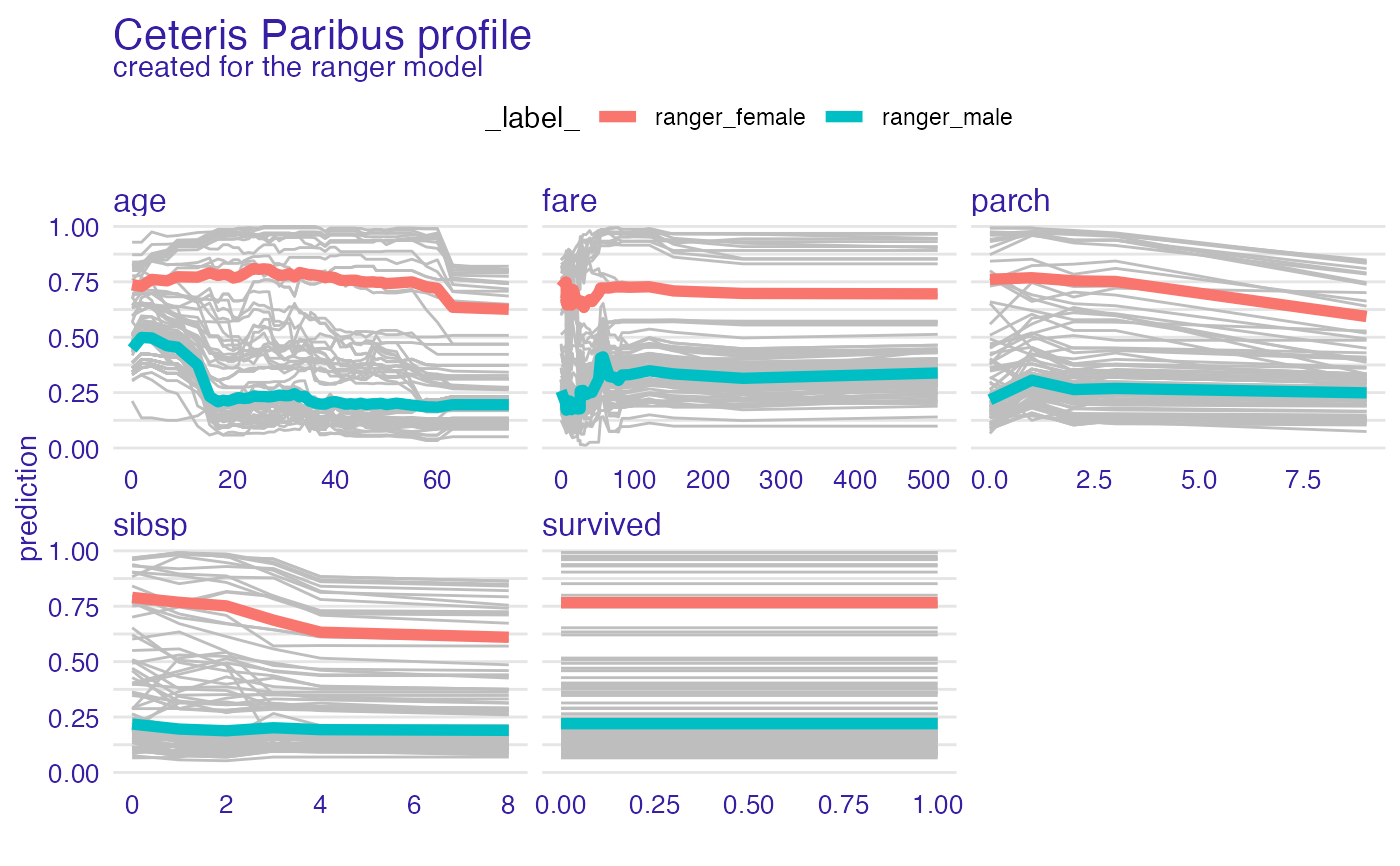 Ceteris Paribus profile
created for the ranger model
_label_ ranger_female ranger_male
age fare parch
1.00
0.75
0.50
0.25
0.00
0 20 40 60 0 100 200 300 400 500 0.0 2.5 5.0 7.5
prediction
sibsp survived
1.00
0.75
0.50
0.25
0.00
0 2 4 6 8 0.00 0.25 0.50 0.75 1.00